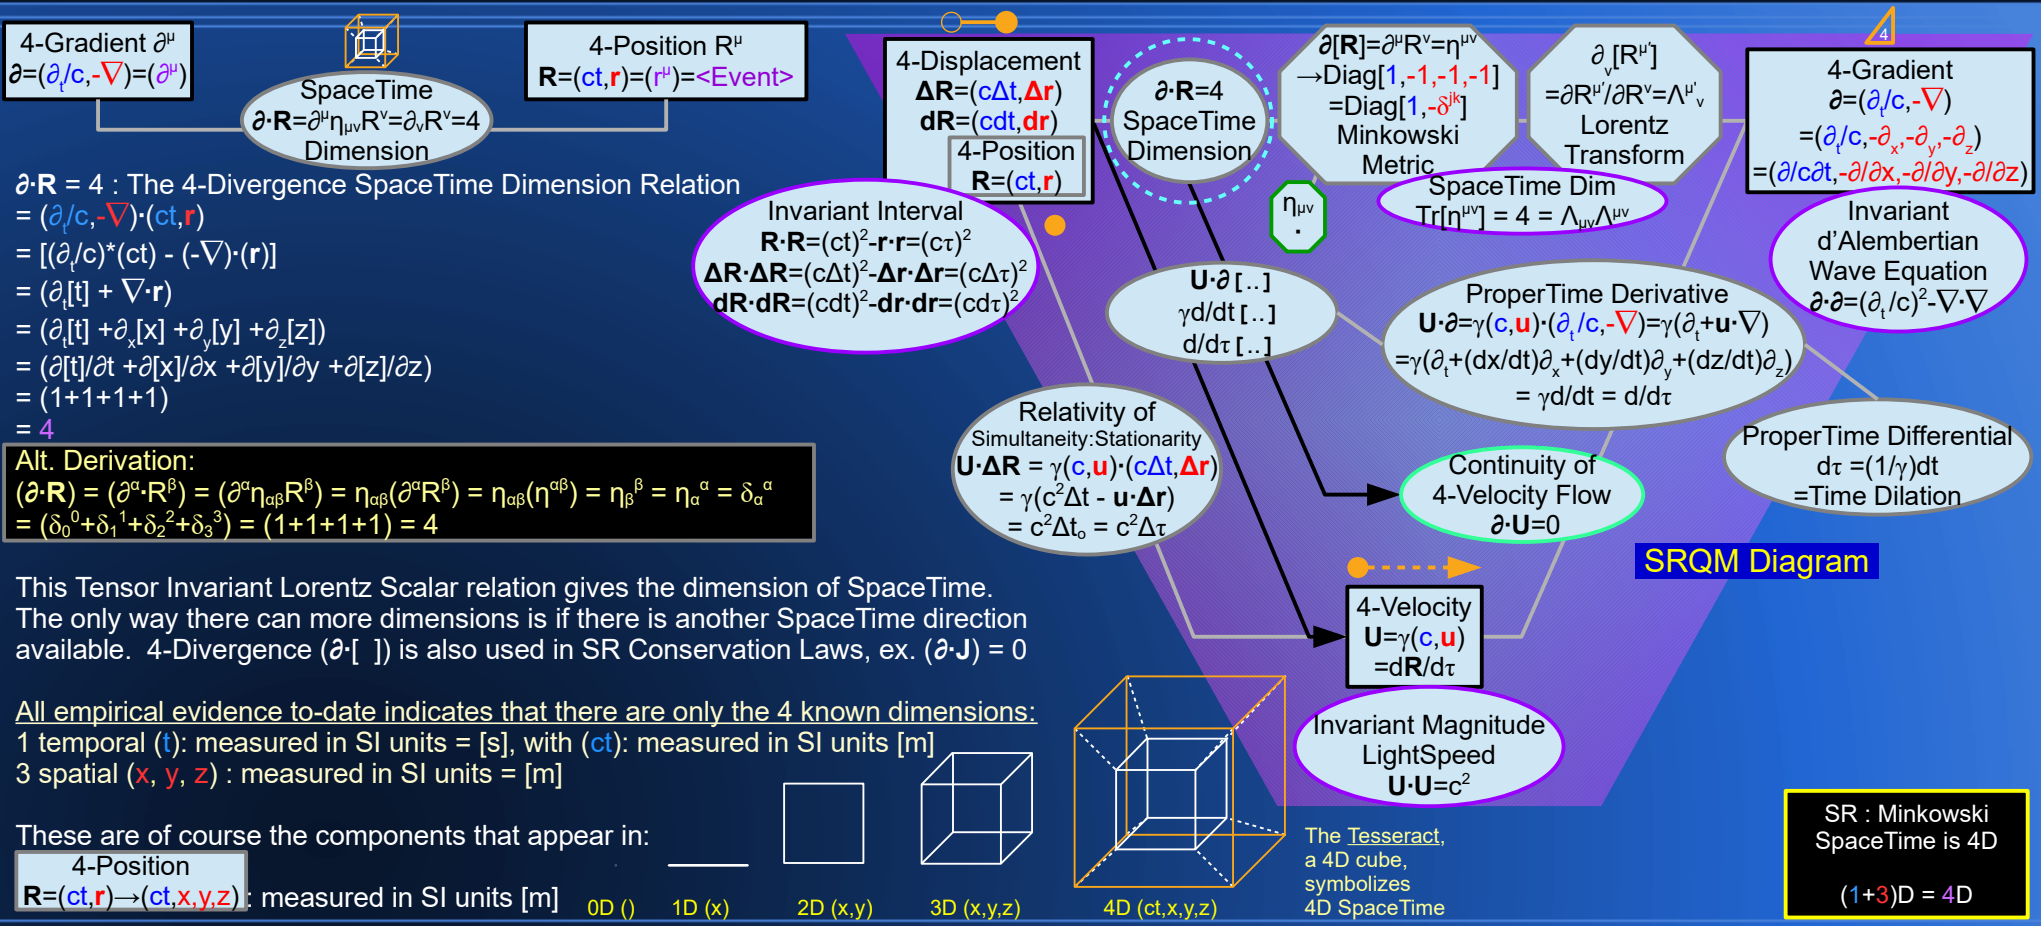 4-Gradient ∂^μ
∂=(∂_t/c,-∇)=(∂^μ)
SpaceTime
∂·R=∂^μη_μνR^ν=∂_νR^ν=4
Dimension
4-Position R^μ
R=(ct,r)=(r^μ)=<Event>
∂·R = 4 : The 4-Divergence SpaceTime Dimension Relation
= (∂_t/c,-∇)·(ct,r)
= [(∂_t/c)*(ct) - (-∇)·(r)]
= (∂_t[t] + ∇·r)
= (∂_t[t] +∂_x[x] +∂_y[y] +∂_z[z])
= (∂[t]/∂t +∂[x]/∂x +∂[y]/∂y +∂[z]/∂z)
= (1+1+1+1)
= 4
Alt. Derivation:
(∂·R) = (∂^α·R^β) = (∂^αη_αβR^β) = η_αβ(∂^αR^β) = η_αβ(η^αβ) = η_β^β = η_α^α = δ_α^α
= (δ_0^0+δ_1^1+δ_2^2+δ_3^3) = (1+1+1+1) = 4
This Tensor Invariant Lorentz Scalar relation gives the dimension of SpaceTime.
The only way there can more dimensions is if there is another SpaceTime direction
available. 4-Divergence (∂·[ ]) is also used in SR Conservation Laws, ex. (∂·J) = 0
All empirical evidence to-date indicates that there are only the 4 known dimensions:
1 temporal (t): measured in SI units = [s], with (ct): measured in SI units [m]
3 spatial (x, y, z) : measured in SI units = [m]
These are of course the components that appear in:
4-Position
R=(ct,r)→(ct,x,y,z) : measured in SI units [m]
0D ()
1D (x)
2D (x,y)
3D (x,y,z)
4D (ct,x,y,z)
The Tesseract,
a 4D cube,
symbolizes
4D SpaceTime
4-Displacement
ΔR=(cΔt,Δr)
dR=(cdt,dr)
4-Position
R=(ct,r)
∂·R=4
SpaceTime
Dimension
∂[R]=∂^μR^ν=η^μν
→Diag[1,-1,-1,-1]
=Diag[1,-δ^jk]
Minkowski
Metric
∂_ν[R^μ']
=∂R^μ'/∂R^ν=Λ^μ'_ν
Lorentz
Transform
4
4-Gradient
∂=(∂_t/c,-∇)
=(∂_t/c,-∂_x,-∂_y,-∂_z)
=(∂/c∂t,-∂/∂x,-∂/∂y,-∂/∂z)
Invariant Interval
R·R=(ct)²-r·r=(cτ)²
ΔR·ΔR=(cΔt)²-Δr·Δr=(cΔτ)²
dR·dR=(cdt)²-dr·dr=(cdτ)²
η_μν
·
SpaceTime Dim
Tr[η^μν] = 4 = Λ_μνΛ^μν
Invariant
d'Alembertian
Wave Equation
∂·∂=(∂_t/c)²-∇·∇
U·∂ [..]
γd/dt [..]
d/dτ [..]
ProperTime Derivative
U·∂=γ(c,u)·(∂_t/c,-∇)=γ(∂_t+u·∇)
=γ(∂_t+(dx/dt)∂_x+(dy/dt)∂_y+(dz/dt)∂_z)
= γd/dt = d/dτ
Relativity of
Simultaneity:Stationarity
U·ΔR = γ(c,u)·(cΔt,Δr)
= γ(c²Δt - u·Δr)
= c²Δt_o = c²Δτ
Continuity of
4-Velocity Flow
∂·U=0
ProperTime Differential
dτ =(1/γ)dt
=Time Dilation
SRQM Diagram
4-Velocity
U=γ(c,u)
=dR/dτ
Invariant Magnitude
LightSpeed
U·U=c²
SR : Minkowski
SpaceTime is 4D
(1+3)D = 4D